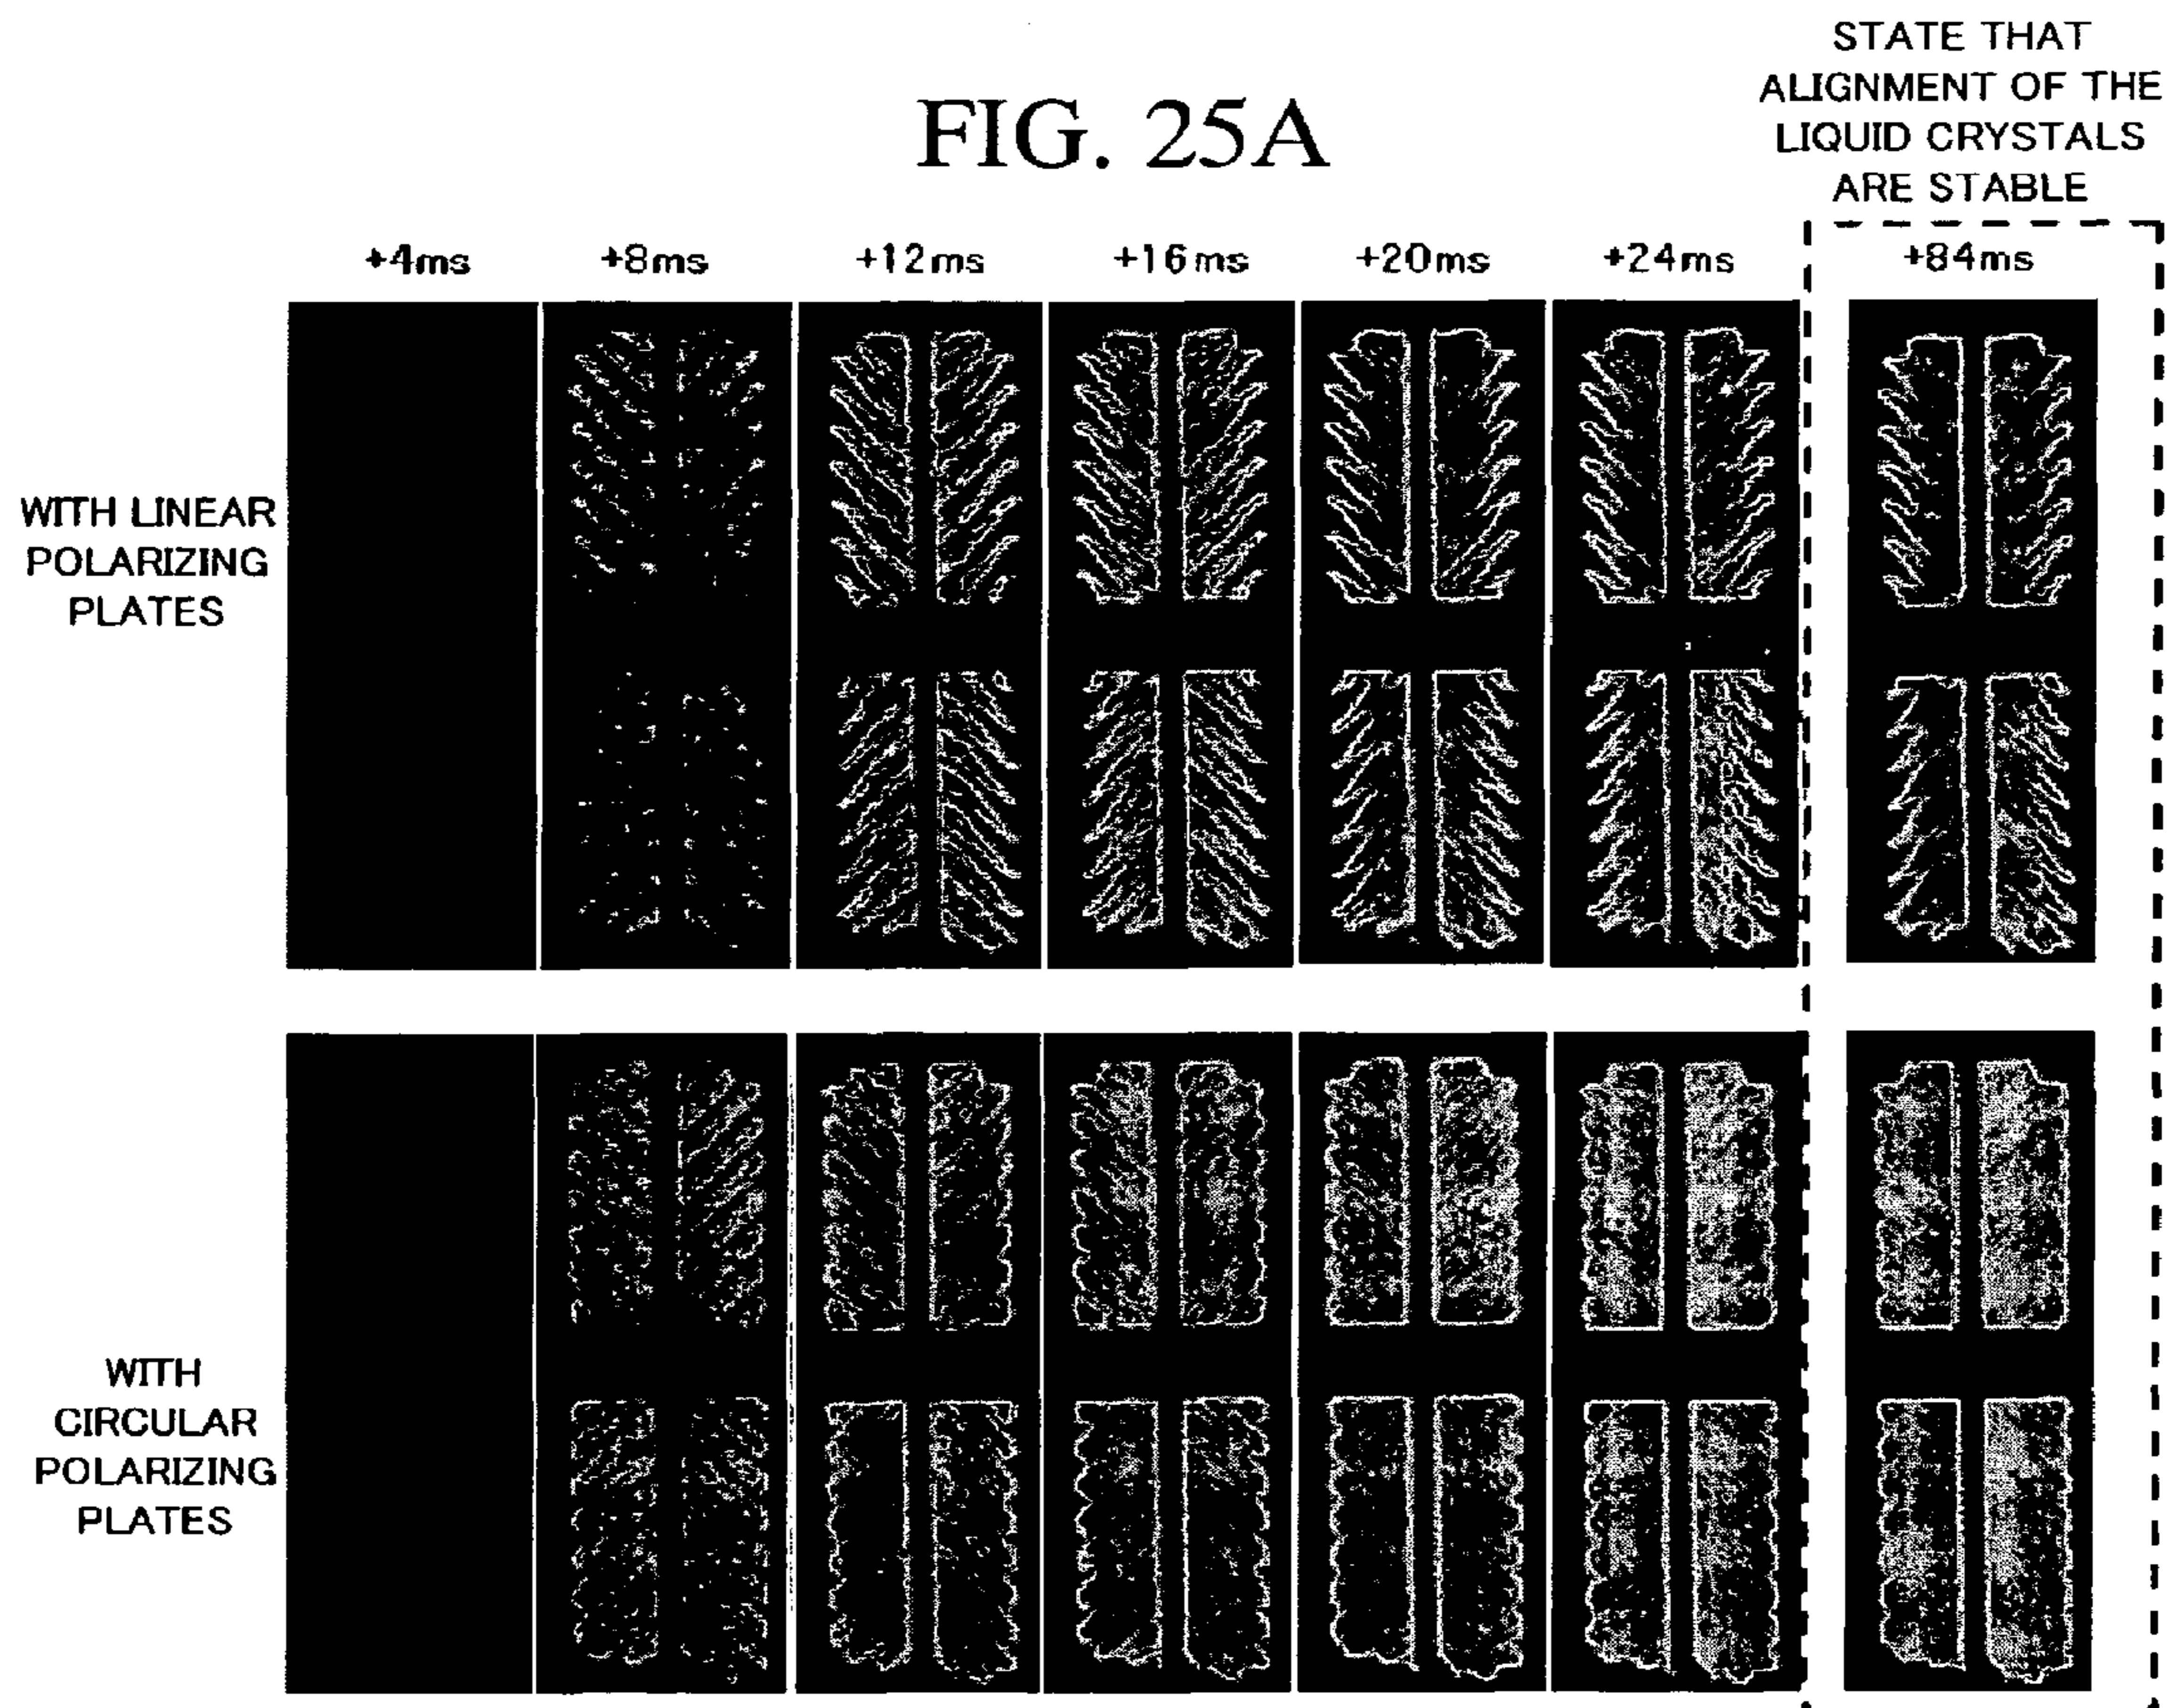 FIG. 25A
STATE THAT
ALIGNMENT OF THE
LIQUID CRYSTALS
ARE STABLE
+4ms +8ms +12ms +16ms +20ms +24ms +84ms
WITH LINEAR
POLARIZING
PLATES
WITH
CIRCULAR
POLARIZING
PLATES